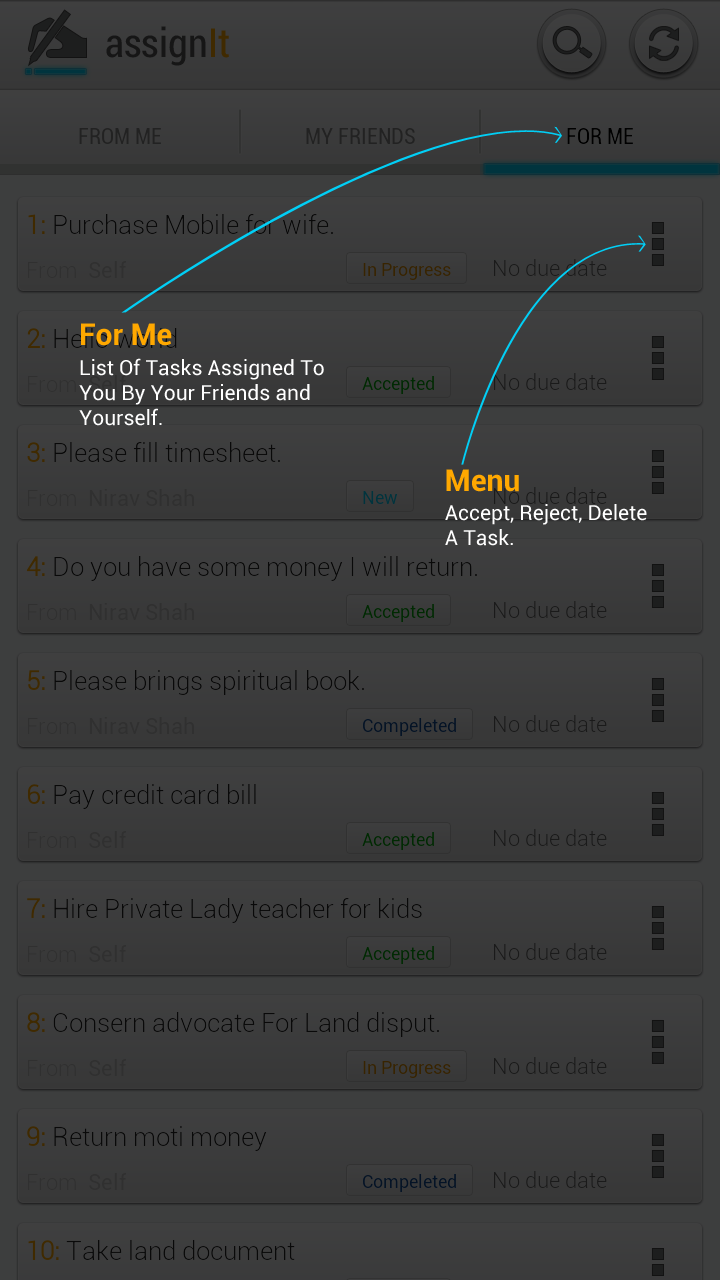 assignIt
FROM ME
MY FRIENDS
FOR ME
1: Purchase Mobile for wife.
From Self
In Progress
No due date
2: Hello world
For Me
List Of Tasks Assigned To
You By Your Friends and
Yourself.
Accepted
No due date
3: Please fill timesheet.
From Nirav Shah
New
No due date
Menu
Accept, Reject, Delete
A Task.
4: Do you have some money I will return.
From Nirav Shah
Accepted
No due date
5: Please brings spiritual book.
From Nirav Shah
Compeleted
No due date
6: Pay credit card bill
From Self
Accepted
No due date
7: Hire Private Lady teacher for kids
From Self
Accepted
No due date
8: Consern advocate For Land disput.
From Self
In Progress
No due date
9: Return moti money
From Self
Compeleted
No due date
10: Take land document